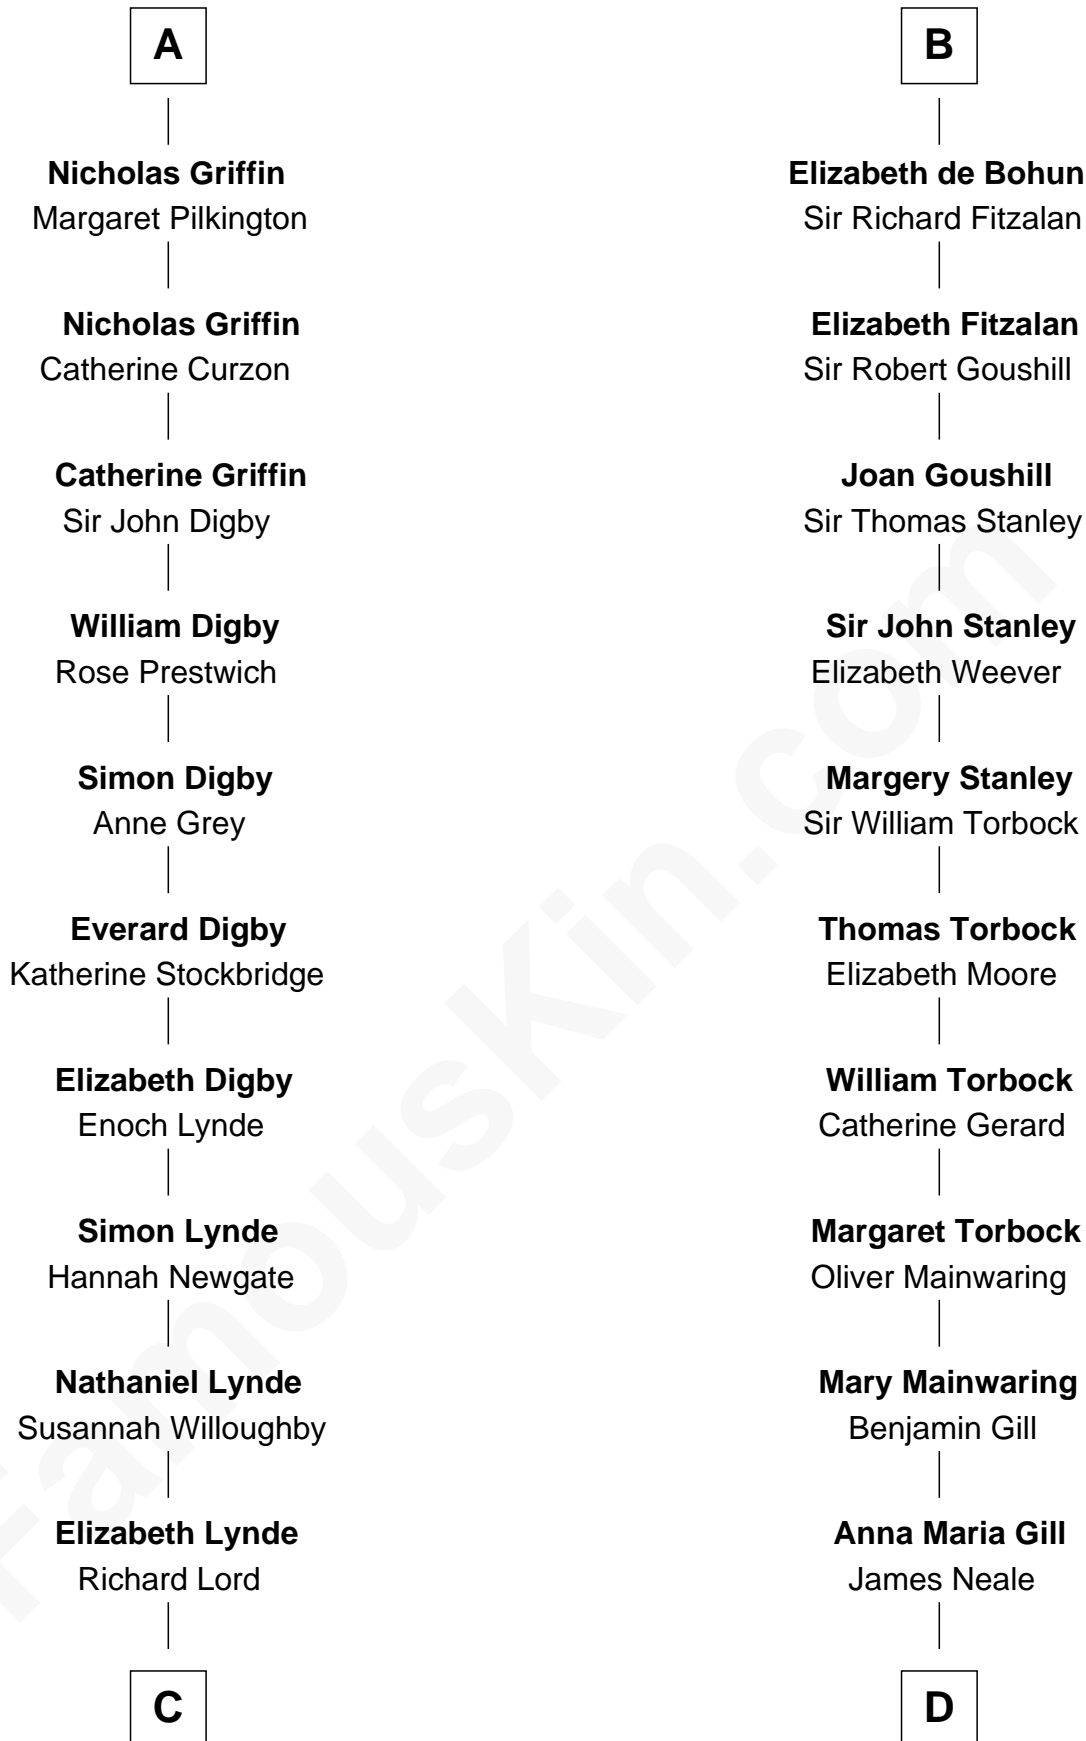 A
Nicholas Griffin
Margaret Pilkington
Nicholas Griffin
Catherine Curzon
Catherine Griffin
Sir John Digby
William Digby
Rose Prestwich
Simon Digby
Anne Grey
Everard Digby
Katherine Stockbridge
Elizabeth Digby
Enoch Lynde
Simon Lynde
Hannah Newgate
Nathaniel Lynde
Susannah Willoughby
Elizabeth Lynde
Richard Lord
C
B
Elizabeth de Bohun
Sir Richard Fitzalan
Elizabeth Fitzalan
Sir Robert Goushill
Joan Goushill
Sir Thomas Stanley
Sir John Stanley
Elizabeth Weever
Margery Stanley
Sir William Torbock
Thomas Torbock
Elizabeth Moore
William Torbock
Catherine Gerard
Margaret Torbock
Oliver Mainwaring
Mary Mainwaring
Benjamin Gill
Anna Maria Gill
James Neale
D
FamousKin.com